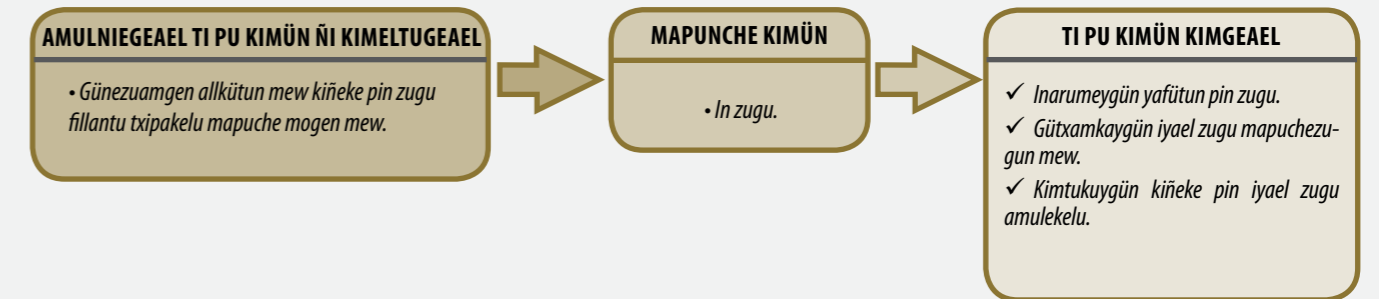 AMULNIEGEAEL TI PU KIMÜN ÑI KIMELTUGEAEL
• Günezuamgen allkütun mew kiñeke pin zugu
fillantu txipakelu mapuche mogen mew.
MAPUNCHE KIMÜN
• In zugu.
TI PU KIMÜN KIMGEAEL
✓ Inarumeygün yafütun pin zugu.
✓ Gütxamkaygün iyael zugu mapuchezu-
gun mew.
✓ Kimtukuygün kiñeke pin iyael zugu
amulekelu.